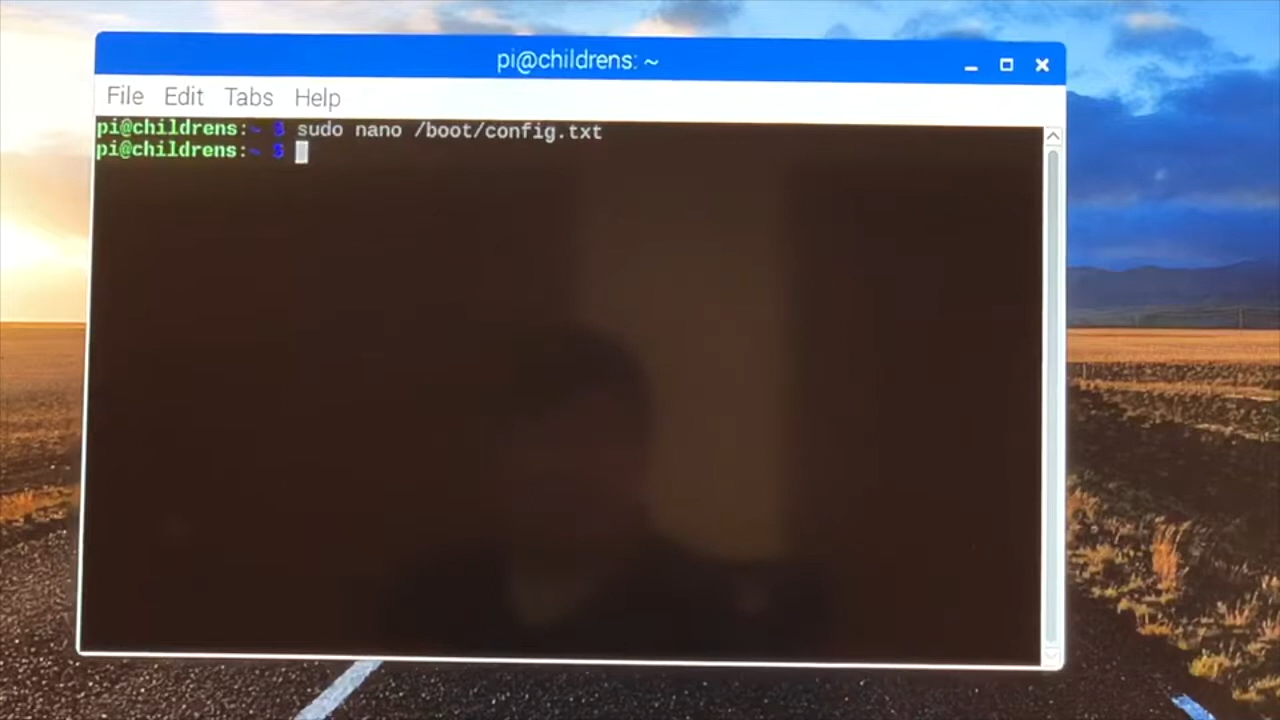 pi@childrens: ~
File Edit Tabs Help
pi@childrens:~ $ sudo nano /boot/config.txt
pi@childrens:~ $